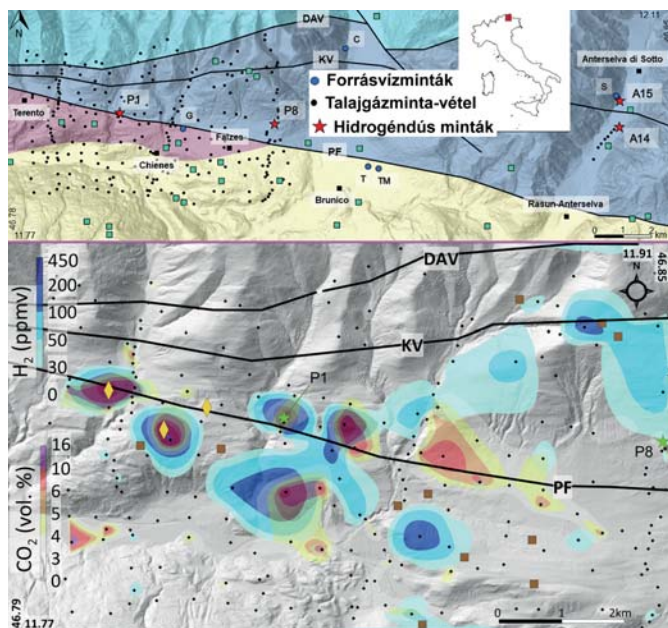 N
DAV
C
KV
12.11
Anterselva di Sotto
Forrásvízminták
Talajgázminta-vétel
Hidrogéndús minták
P1
P8
S
A15
A14
Terento
G
Falzes
Chienes
PF
T
TM
Brunico
Rasun-Anterselva
46.78
11.77
0 1 2
km
450
200
100
50
30
0
H₂ (ppmv)
16
10
6
5
4
3
0
CO₂ (vol. %)
DAV
11.91
46.85
N
KV
P1
P8
PF
46.79
11.77
0 1 2km